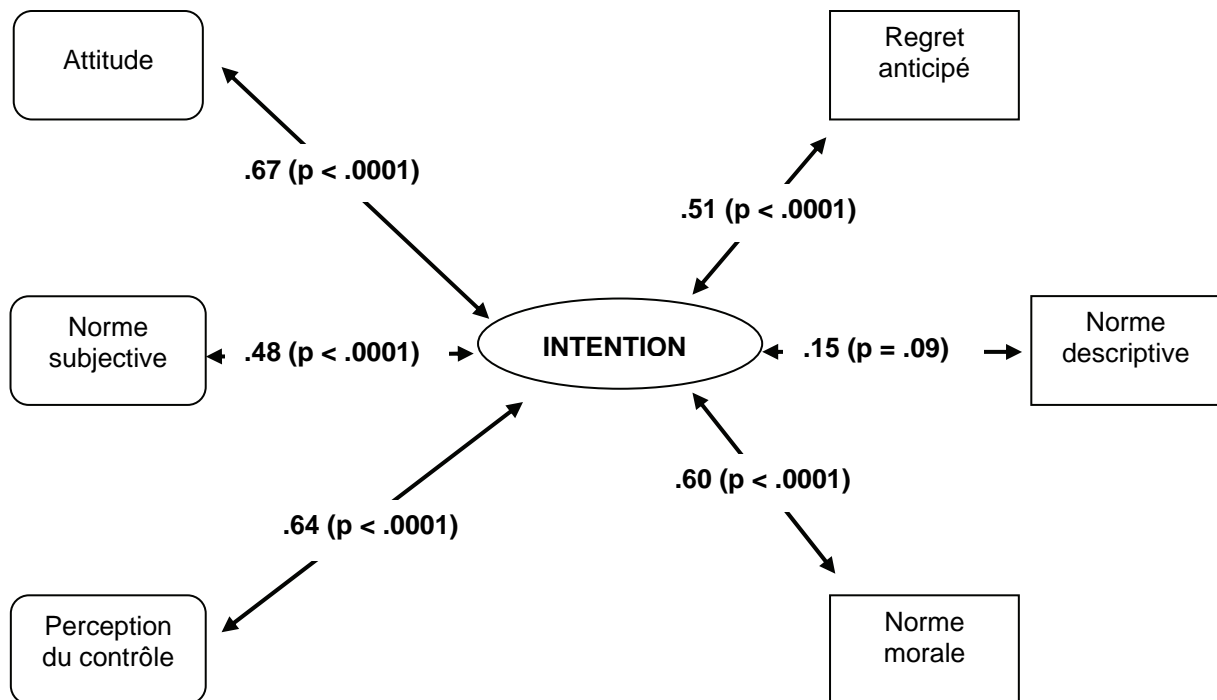 Attitude
Regret
anticipé
.67 (p < .0001)
.51 (p < .0001)
Norme
subjective
.48 (p < .0001)
INTENTION
.15 (p = .09)
Norme
descriptive
.60 (p < .0001)
.64 (p < .0001)
Perception
du contrôle
Norme
morale